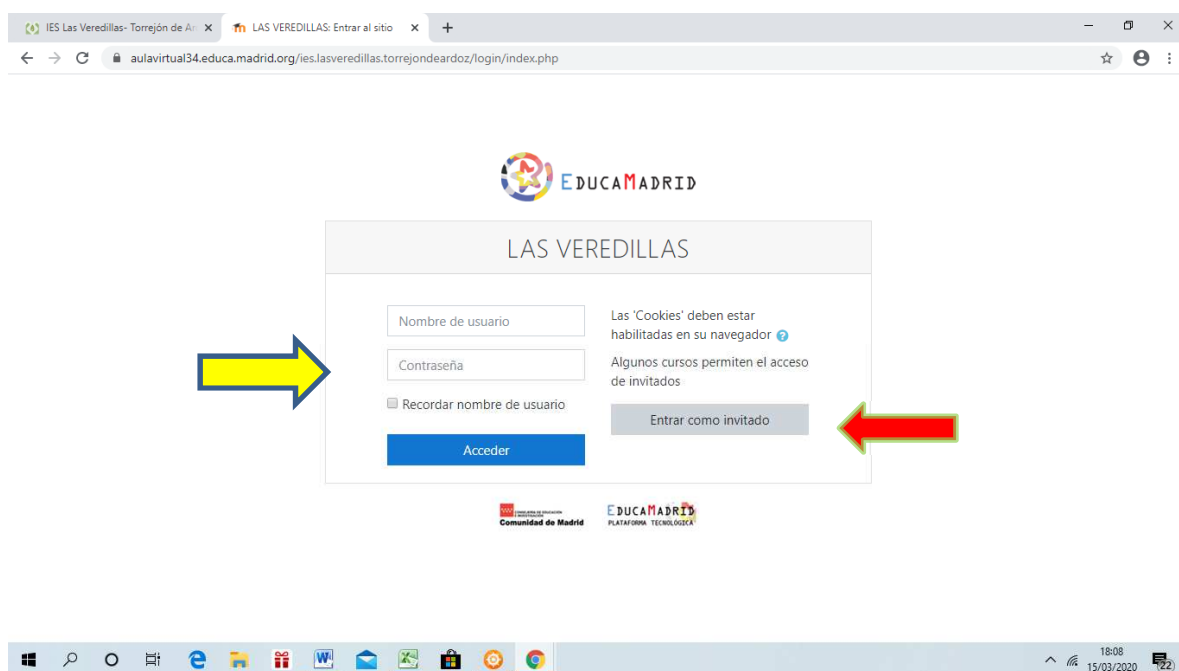 IES Las Veredillas- Torrejón de Ar
LAS VEREDILLAS: Entrar al sitio
aulavirtual34.educa.madrid.org/ies.lasveredillas.torrejondeardoz/login/index.php
EDUCAMADRID
LAS VEREDILLAS
Nombre de usuario
Contraseña
Recordar nombre de usuario
Acceder
Las 'Cookies' deben estar
habilitadas en su navegador
Algunos cursos permiten el acceso
de invitados
Entrar como invitado
Comunidad de Madrid
EDUCAMADRID
PLATAFORMA TECNOLÓGICA
18:08
15/03/2020
22